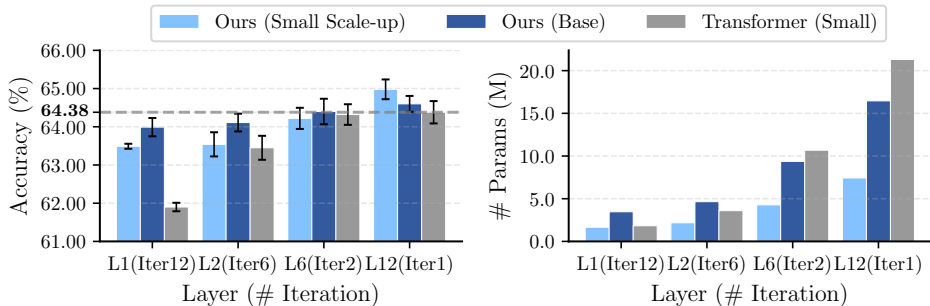 Ours (Small Scale-up) Ours (Base) Transformer (Small)
Accuracy (%)
66.00
65.00
64.38
64.00
63.00
62.00
61.00
L1(Iter12) L2(Iter6) L6(Iter2) L12(Iter1)
Layer (# Iteration)
# Params (M)
20.0
15.0
10.0
5.0
0.0
L1(Iter12) L2(Iter6) L6(Iter2) L12(Iter1)
Layer (# Iteration)